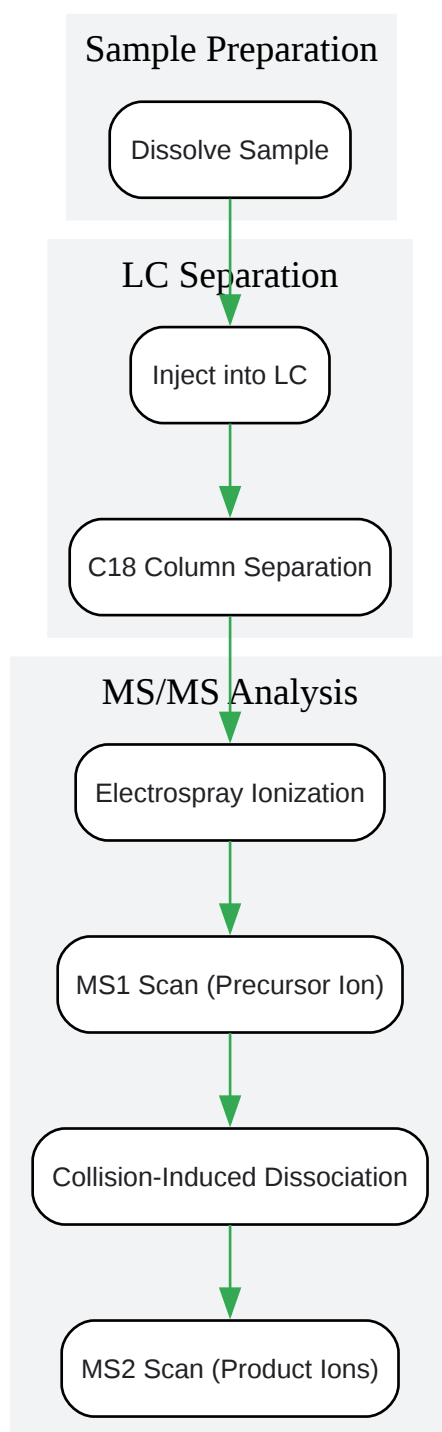 Sample Preparation
Dissolve Sample
LC Separation
Inject into LC
C18 Column Separation
MS/MS Analysis
Electrospray Ionization
MS1 Scan (Precursor Ion)
Collision-Induced Dissociation
MS2 Scan (Product Ions)